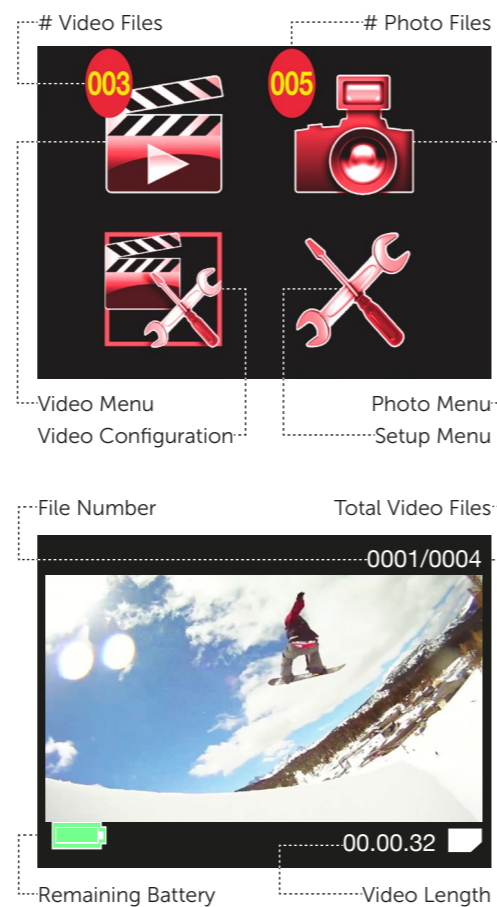 # Video Files # Photo Files
003 005
Video Menu Photo Menu
Video Configuration Setup Menu
File Number Total Video Files
0001/0004
00.00.32
Remaining Battery Video Length